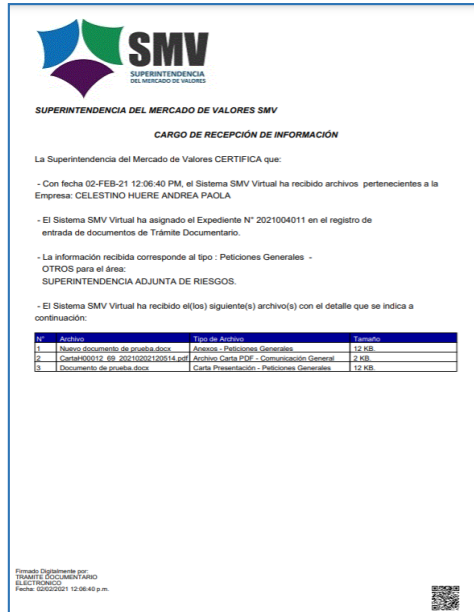 SMV
SUPERINTENDENCIA
DEL MERCADO DE VALORES
SUPERINTENDENCIA DEL MERCADO DE VALORES SMV
CARGO DE RECEPCIÓN DE INFORMACIÓN
La Superintendencia del Mercado de Valores CERTIFICA que:
- Con fecha 02-FEB-21 12:06:40 PM, el Sistema SMV Virtual ha recibido archivos pertenecientes a la
Empresa: CELESTINO HUERE ANDREA PAOLA
- El Sistema SMV Virtual ha asignado el Expediente N° 2021004011 en el registro de
entrada de documentos de Trámite Documentario.
- La información recibida corresponde al tipo : Peticiones Generales -
OTROS para el área:
SUPERINTENDENCIA ADJUNTA DE RIESGOS.
- El Sistema SMV Virtual ha recibido el(los) siguiente(s) archivo(s) con el detalle que se indica a
continuación:
N° Archivo Tipo de Archivo Tamaño
1 Nuevo documento de prueba.docx Anexos - Peticiones Generales 12 KB.
2 CartaH00012_69_20210202120514.pdf Archivo Carta PDF - Comunicación General 2 KB.
3 Documento de prueba.docx Carta Presentación - Peticiones Generales 12 KB.
Firmado Digitalmente por:
TRAMITE DOCUMENTARIO
ELECTRONICO
Fecha: 02/02/2021 12:06:40 p.m.